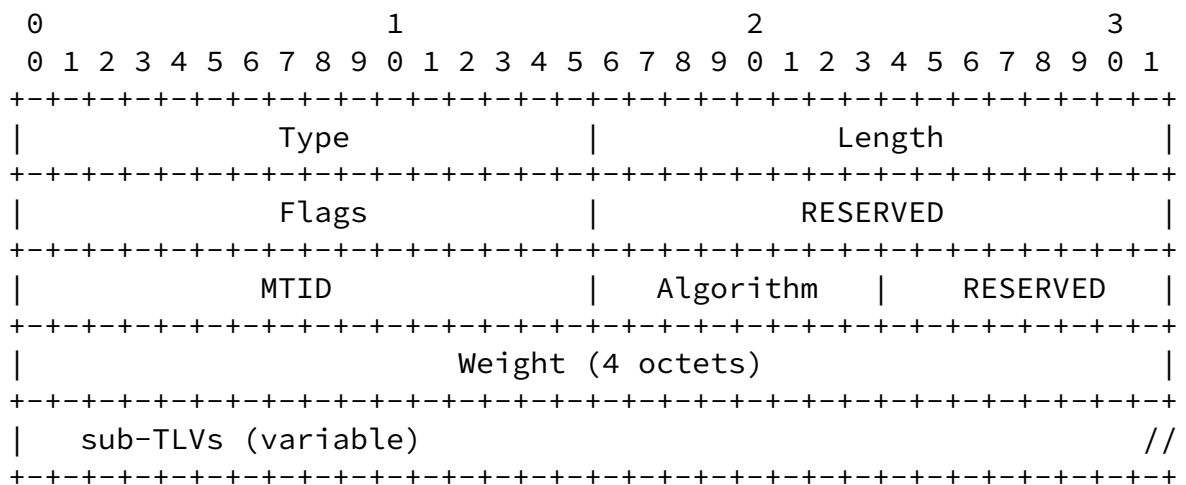 0                   1                   2                   3
 0 1 2 3 4 5 6 7 8 9 0 1 2 3 4 5 6 7 8 9 0 1 2 3 4 5 6 7 8 9 0 1
+-+-+-+-+-+-+-+-+-+-+-+-+-+-+-+-+-+-+-+-+-+-+-+-+-+-+-+-+-+-+-+-+
|              Type             |             Length            |
+-+-+-+-+-+-+-+-+-+-+-+-+-+-+-+-+-+-+-+-+-+-+-+-+-+-+-+-+-+-+-+-+
|              Flags            |           RESERVED            |
+-+-+-+-+-+-+-+-+-+-+-+-+-+-+-+-+-+-+-+-+-+-+-+-+-+-+-+-+-+-+-+-+
|             MTID              |   Algorithm   |    RESERVED   |
+-+-+-+-+-+-+-+-+-+-+-+-+-+-+-+-+-+-+-+-+-+-+-+-+-+-+-+-+-+-+-+-+
|                        Weight (4 octets)                      |
+-+-+-+-+-+-+-+-+-+-+-+-+-+-+-+-+-+-+-+-+-+-+-+-+-+-+-+-+-+-+-+-+
|   sub-TLVs (variable)                                        //
+-+-+-+-+-+-+-+-+-+-+-+-+-+-+-+-+-+-+-+-+-+-+-+-+-+-+-+-+-+-+-+-+